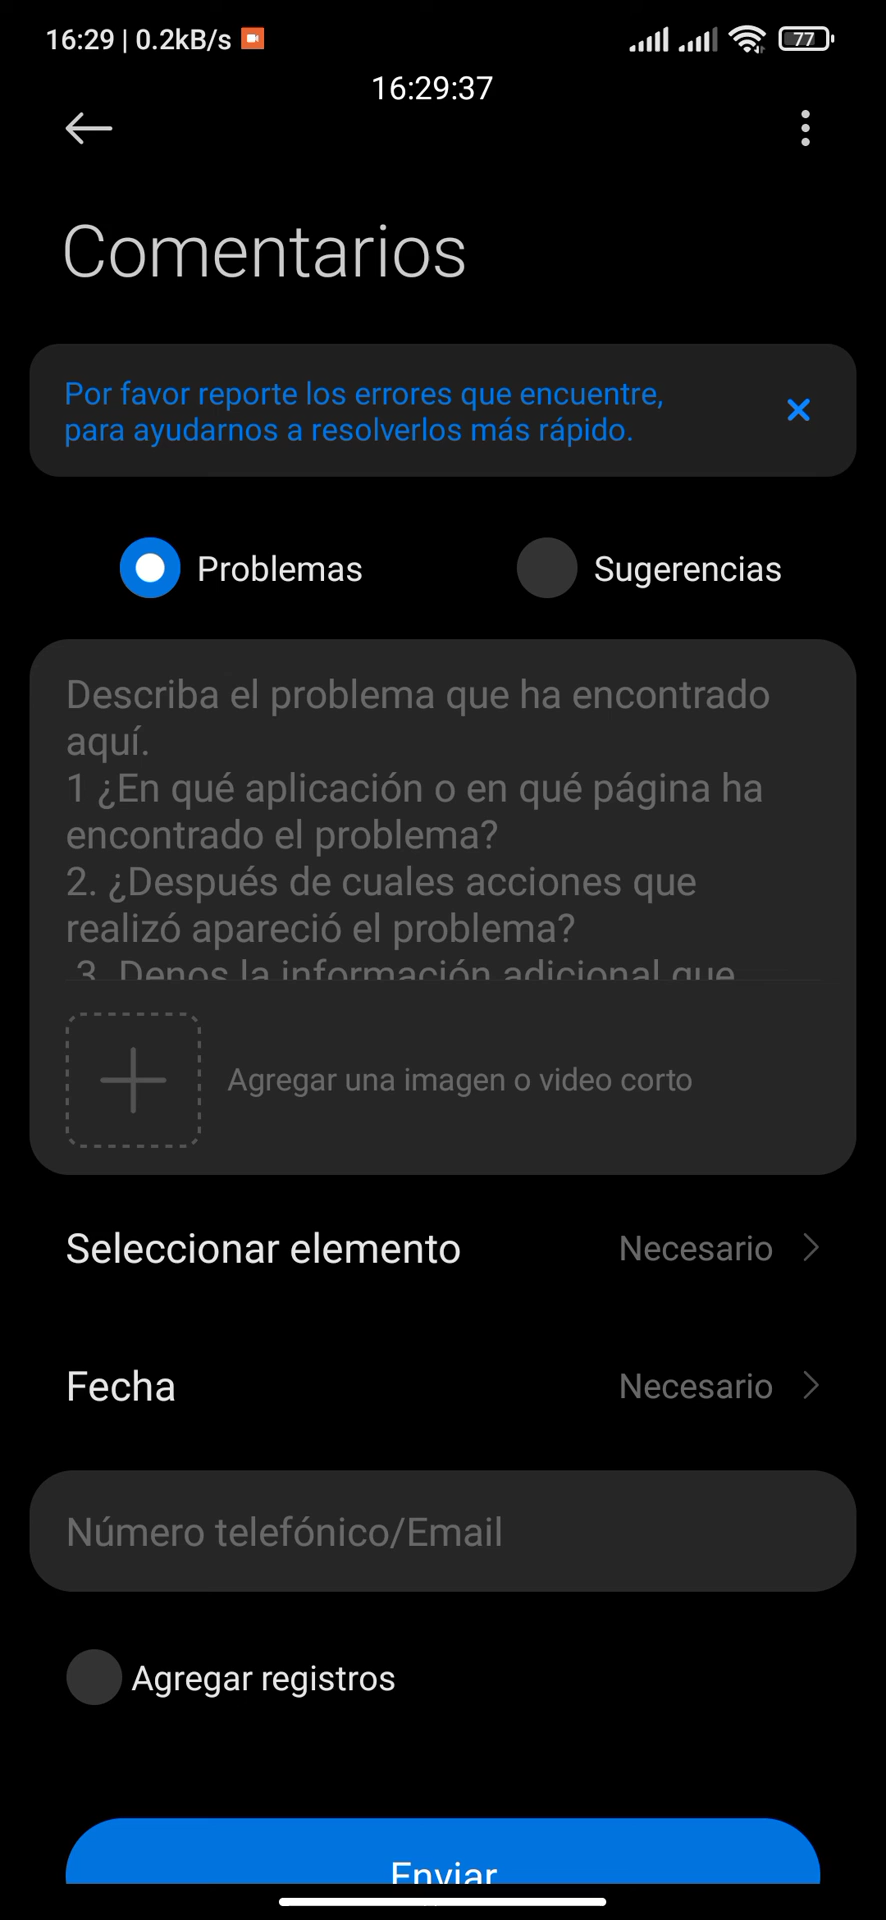 16:29 | 0.2kB/s
77
16:29:37
Comentarios
Por favor reporte los errores que encuentre,
para ayudarnos a resolverlos más rápido.
Problemas
Sugerencias
Describa el problema que ha encontrado
aquí.
1 ¿En qué aplicación o en qué página ha
encontrado el problema?
2. ¿Después de cuales acciones que
realizó apareció el problema?
3. Denos la información adicional que
Agregar una imagen o video corto
Seleccionar elemento
Necesario
Fecha
Necesario
Número telefónico/Email
Agregar registros
Enviar